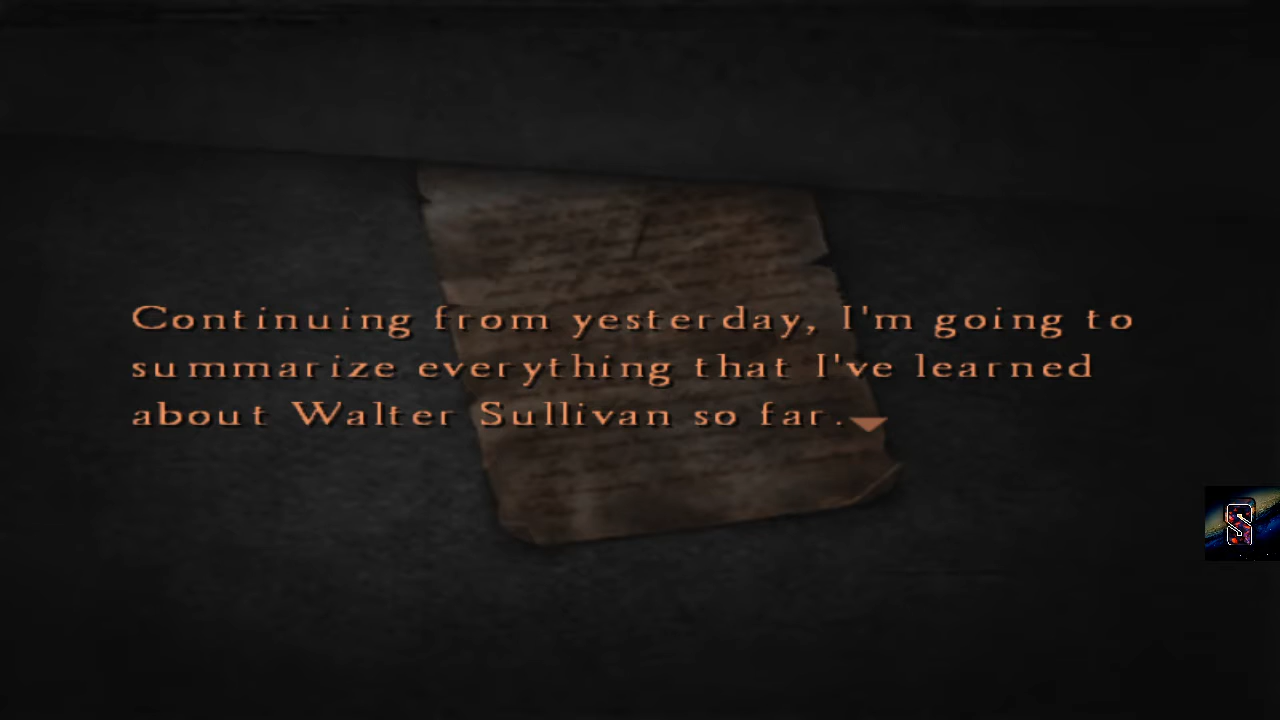 Continuing from yesterday, I'm going to
summarize everything that I've learned
about Walter Sullivan so far.